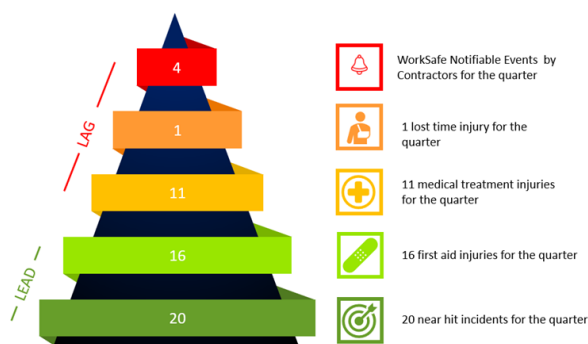 4
WorkSafe Notifiable Events by
Contractors for the quarter
1
1 lost time injury for the
quarter
LAG
11
11 medical treatment injuries
for the quarter
16
16 first aid injuries for the quarter
LEAD
20
20 near hit incidents for the quarter